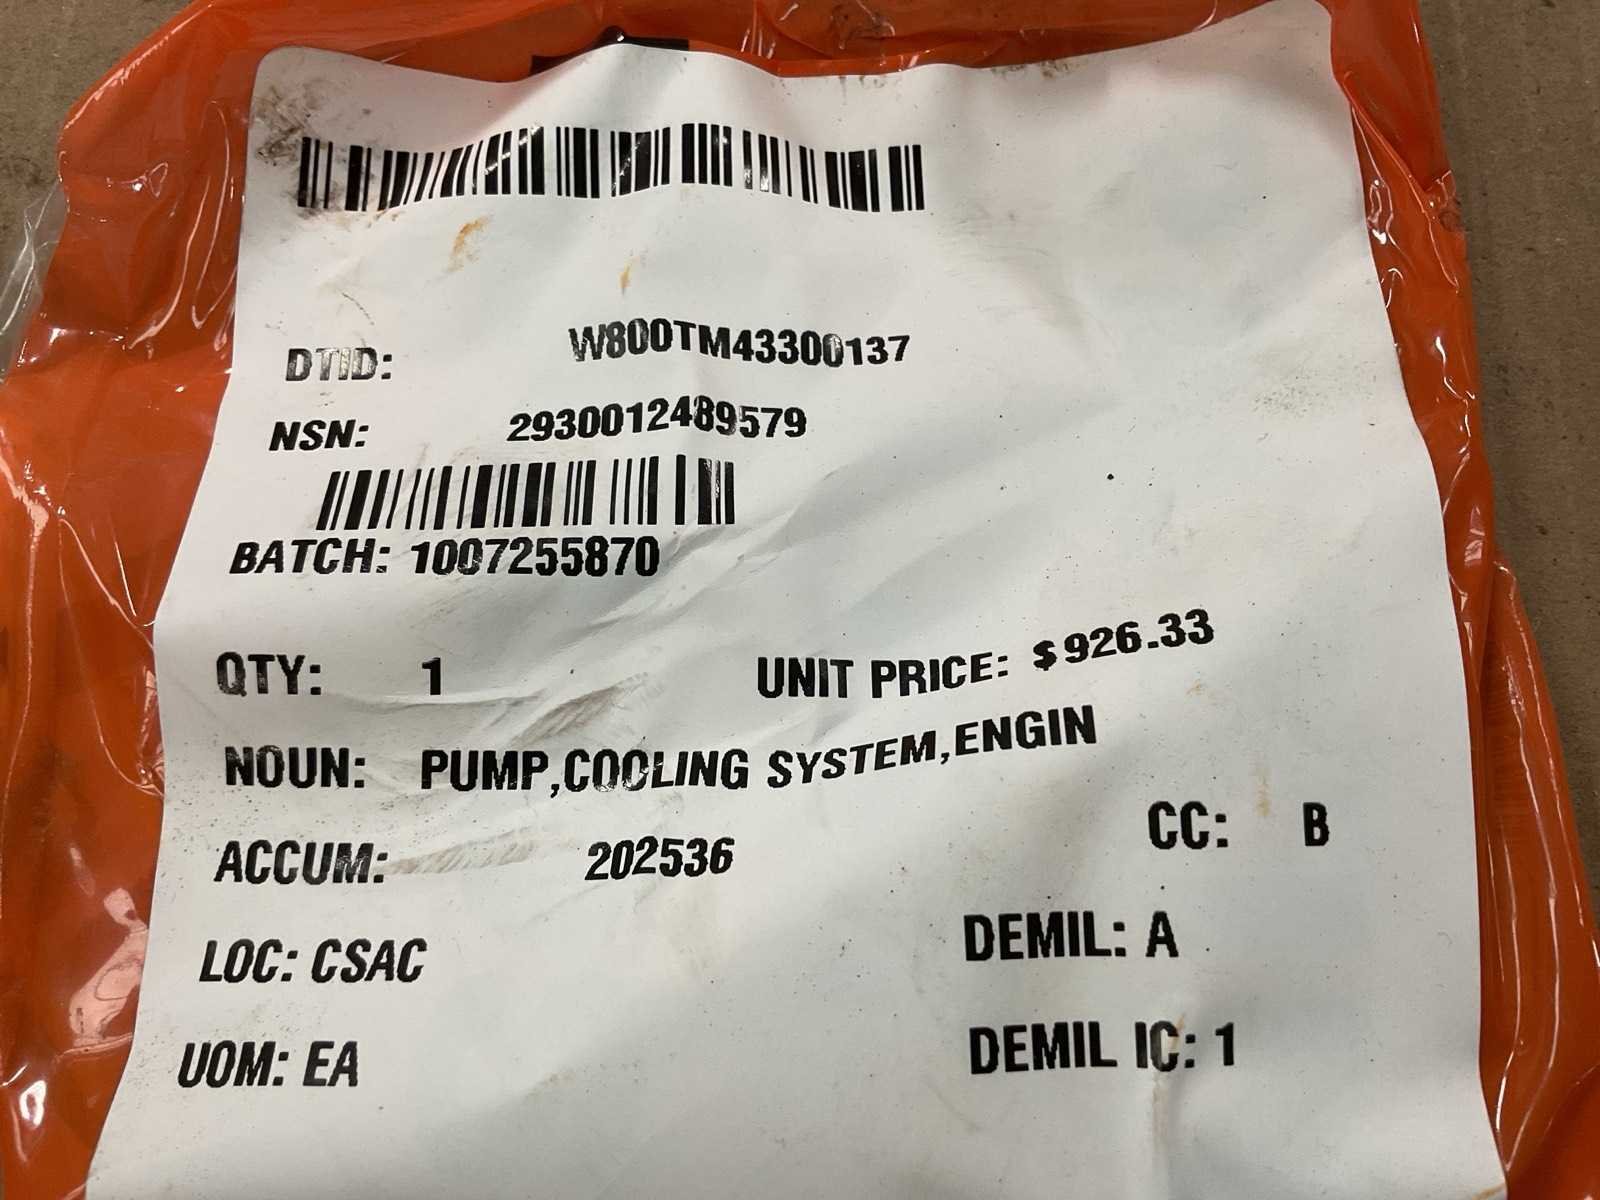 DTID: W800TM43300137
NSN: 2930012489579
BATCH: 1007255870
QTY: 1 UNIT PRICE: $926.33
NOUN: PUMP,COOLING SYSTEM,ENGIN
CC: B
ACCUM: 202536
DEMIL: A
LOC: CSAC
DEMIL IC: 1
UOM: EA